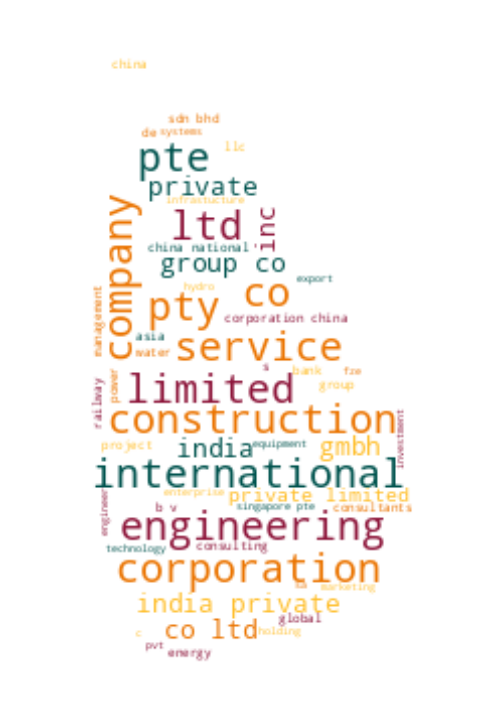 china
sdn bhd
de systems
llc
pte
private
infrastucture
ltd
inc
company
china national
group co
export
hydro
management
pty
co
corporation china
asia
water
service
s
bank
fze
power
limited
group
railway
construction
investment
project
india
equipment
gmbh
international
enterprise
private limited
engineer
b v
singapore pte
consultants
engineering
technology
consulting
corporation
sa
marketing
india private
global
c
co ltd
holding
pvt
energy